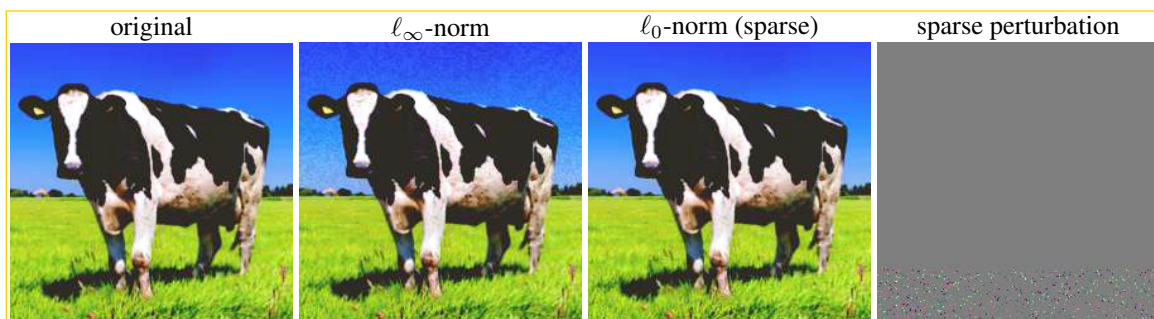 original
ℓ∞-norm
ℓ0-norm (sparse)
sparse perturbation